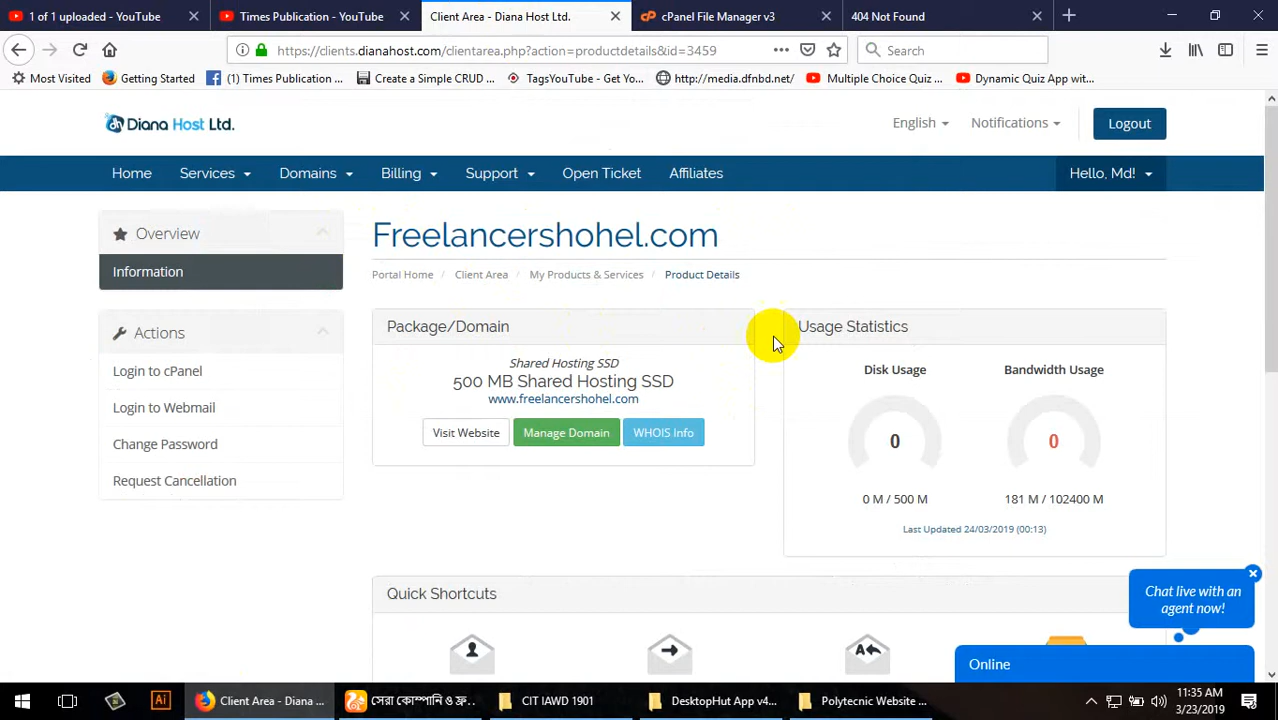 1 of 1 uploaded - YouTube
Times Publication - YouTube
Client Area - Diana Host Ltd.
cPanel File Manager v3
404 Not Found
https://clients.dianahost.com/clientarea.php?action=productdetails&id=3459
Search
Most Visited
Getting Started
(1) Times Publication ...
Create a Simple CRUD ...
TagsYouTube - Get Yo...
http://media.dfnbd.net/
Multiple Choice Quiz ...
Dynamic Quiz App wit...
Diana Host Ltd.
English
Notifications
Logout
Home
Services
Domains
Billing
Support
Open Ticket
Affiliates
Hello, Md!
Overview
Information
Actions
Login to cPanel
Login to Webmail
Change Password
Request Cancellation
Freelancershohel.com
Portal Home / Client Area / My Products & Services / Product Details
Package/Domain
Shared Hosting SSD
500 MB Shared Hosting SSD
www.freelancershohel.com
Visit Website
Manage Domain
WHOIS Info
Usage Statistics
Disk Usage
Bandwidth Usage
0
0
0 M / 500 M
181 M / 102400 M
Last Updated 24/03/2019 (00:13)
Quick Shortcuts
Chat live with an
agent now!
Online
Client Area - Diana ...
সেরা কোম্পানি ও ফ্র...
CIT IAWD 1901
DesktopHut App v4...
Polytecnic Website ...
11:35 AM
3/23/2019